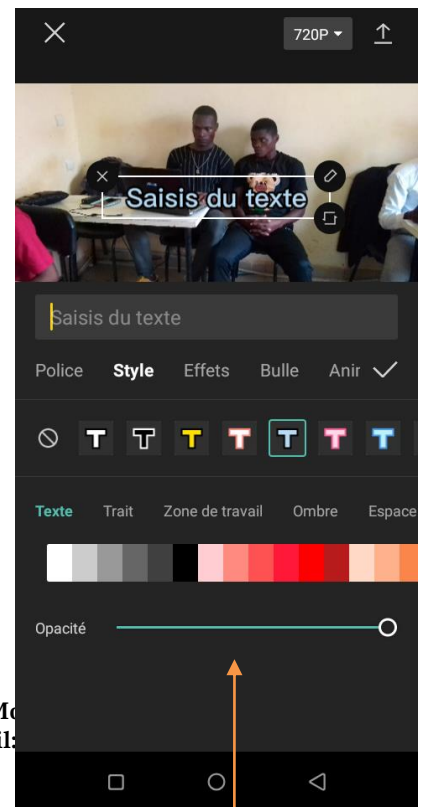 720P
Saisis du texte
Saisis du texte
Police Style Effets Bulle Anir
T T T T T T T
Texte Trait Zone de travail Ombre Espace
Opacité